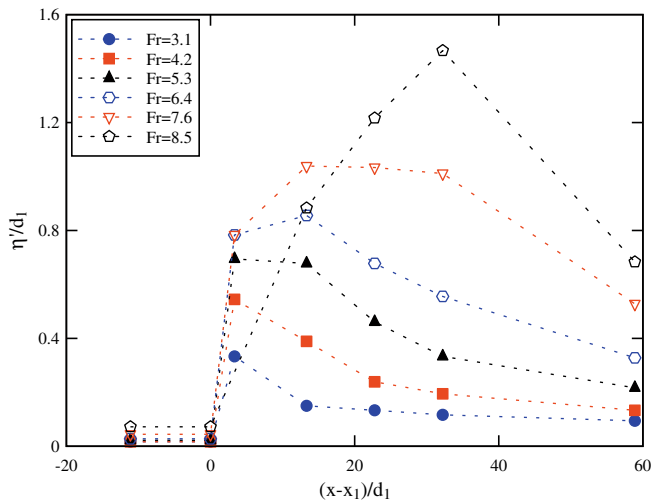 1.6
1.2
0.8
0.4
0
η'/d₁
Fr=3.1
Fr=4.2
Fr=5.3
Fr=6.4
Fr=7.6
Fr=8.5
-20 0 20 40 60
(x-x₁)/d₁